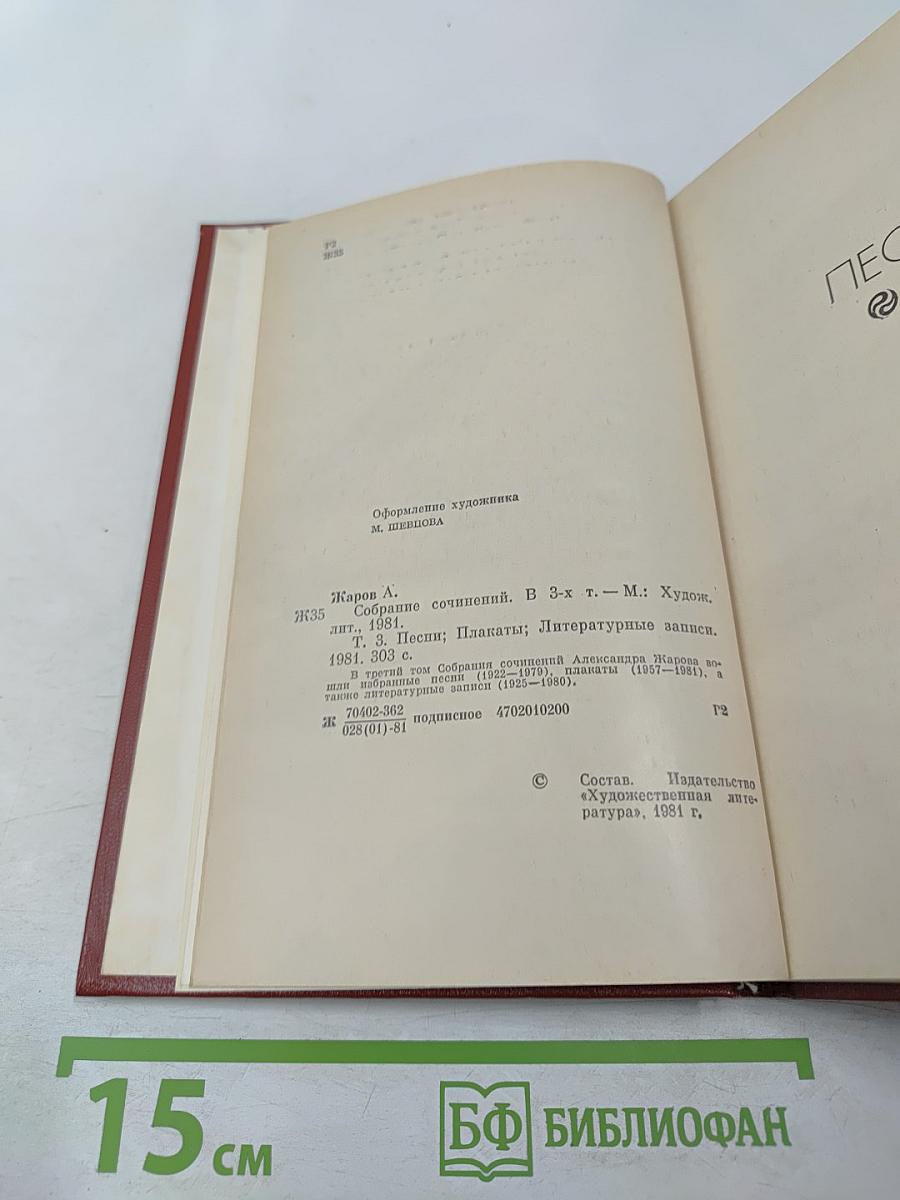 Г2
Ж35
ПЕС
Оформление художника
М. ШЕВЦОВА
Жаров А.
Ж35 Собрание сочинений. В 3-х т. — М.: Худож.
лит., 1981.
Т. 3. Песни; Плакаты; Литературные записи.
1981. 303 с.
В третий том Собрания сочинений Александра Жарова во-
шли избранные песни (1922—1979), плакаты (1957—1981), а
также литературные записи (1925—1980).
Ж 70402-362
028(01)-81 подписное 4702010200 Г2
© Состав. Издательство
«Художественная лите-
ратура», 1981 г.
15 см
БФ БИБЛИОФАН